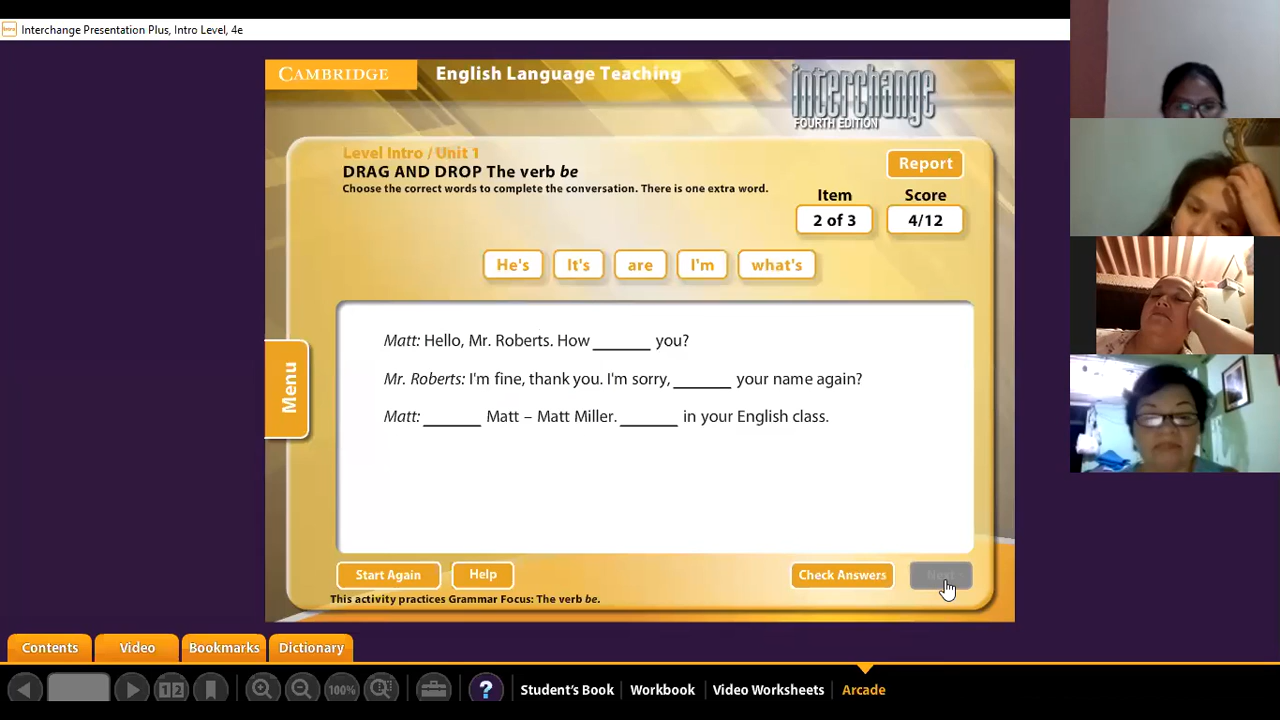 Interchange Presentation Plus, Intro Level, 4e
CAMBRIDGE English Language Teaching
interchange
FOURTH EDITION
Level Intro / Unit 1
Report
DRAG AND DROP The verb be
Choose the correct words to complete the conversation. There is one extra word.
Item Score
2 of 3 4/12
He's It's are I'm what's
Matt: Hello, Mr. Roberts. How _______ you?
Mr. Roberts: I'm fine, thank you. I'm sorry, _______ your name again?
Matt: _______ Matt – Matt Miller. _______ in your English class.
Menu
Start Again Help Check Answers Next
This activity practices Grammar Focus: The verb be.
Contents Video Bookmarks Dictionary
1 2 100% ? Student's Book Workbook Video Worksheets Arcade